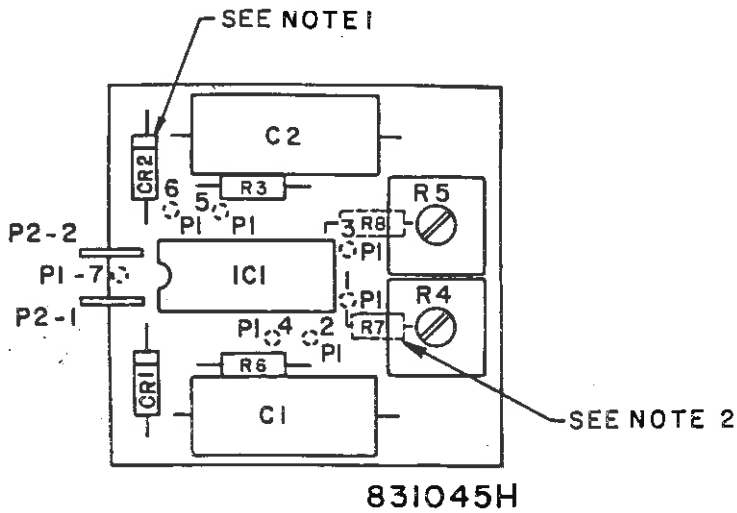 SEE NOTE 1
C2
CR2
R3
R5
6
5
P1
P1
R8
3
P1
P2-2
P1-7
P2-1
IC1
1
P1
R4
R7
P1
4
2
P1
R6
CR1
C1
SEE NOTE 2
831045H